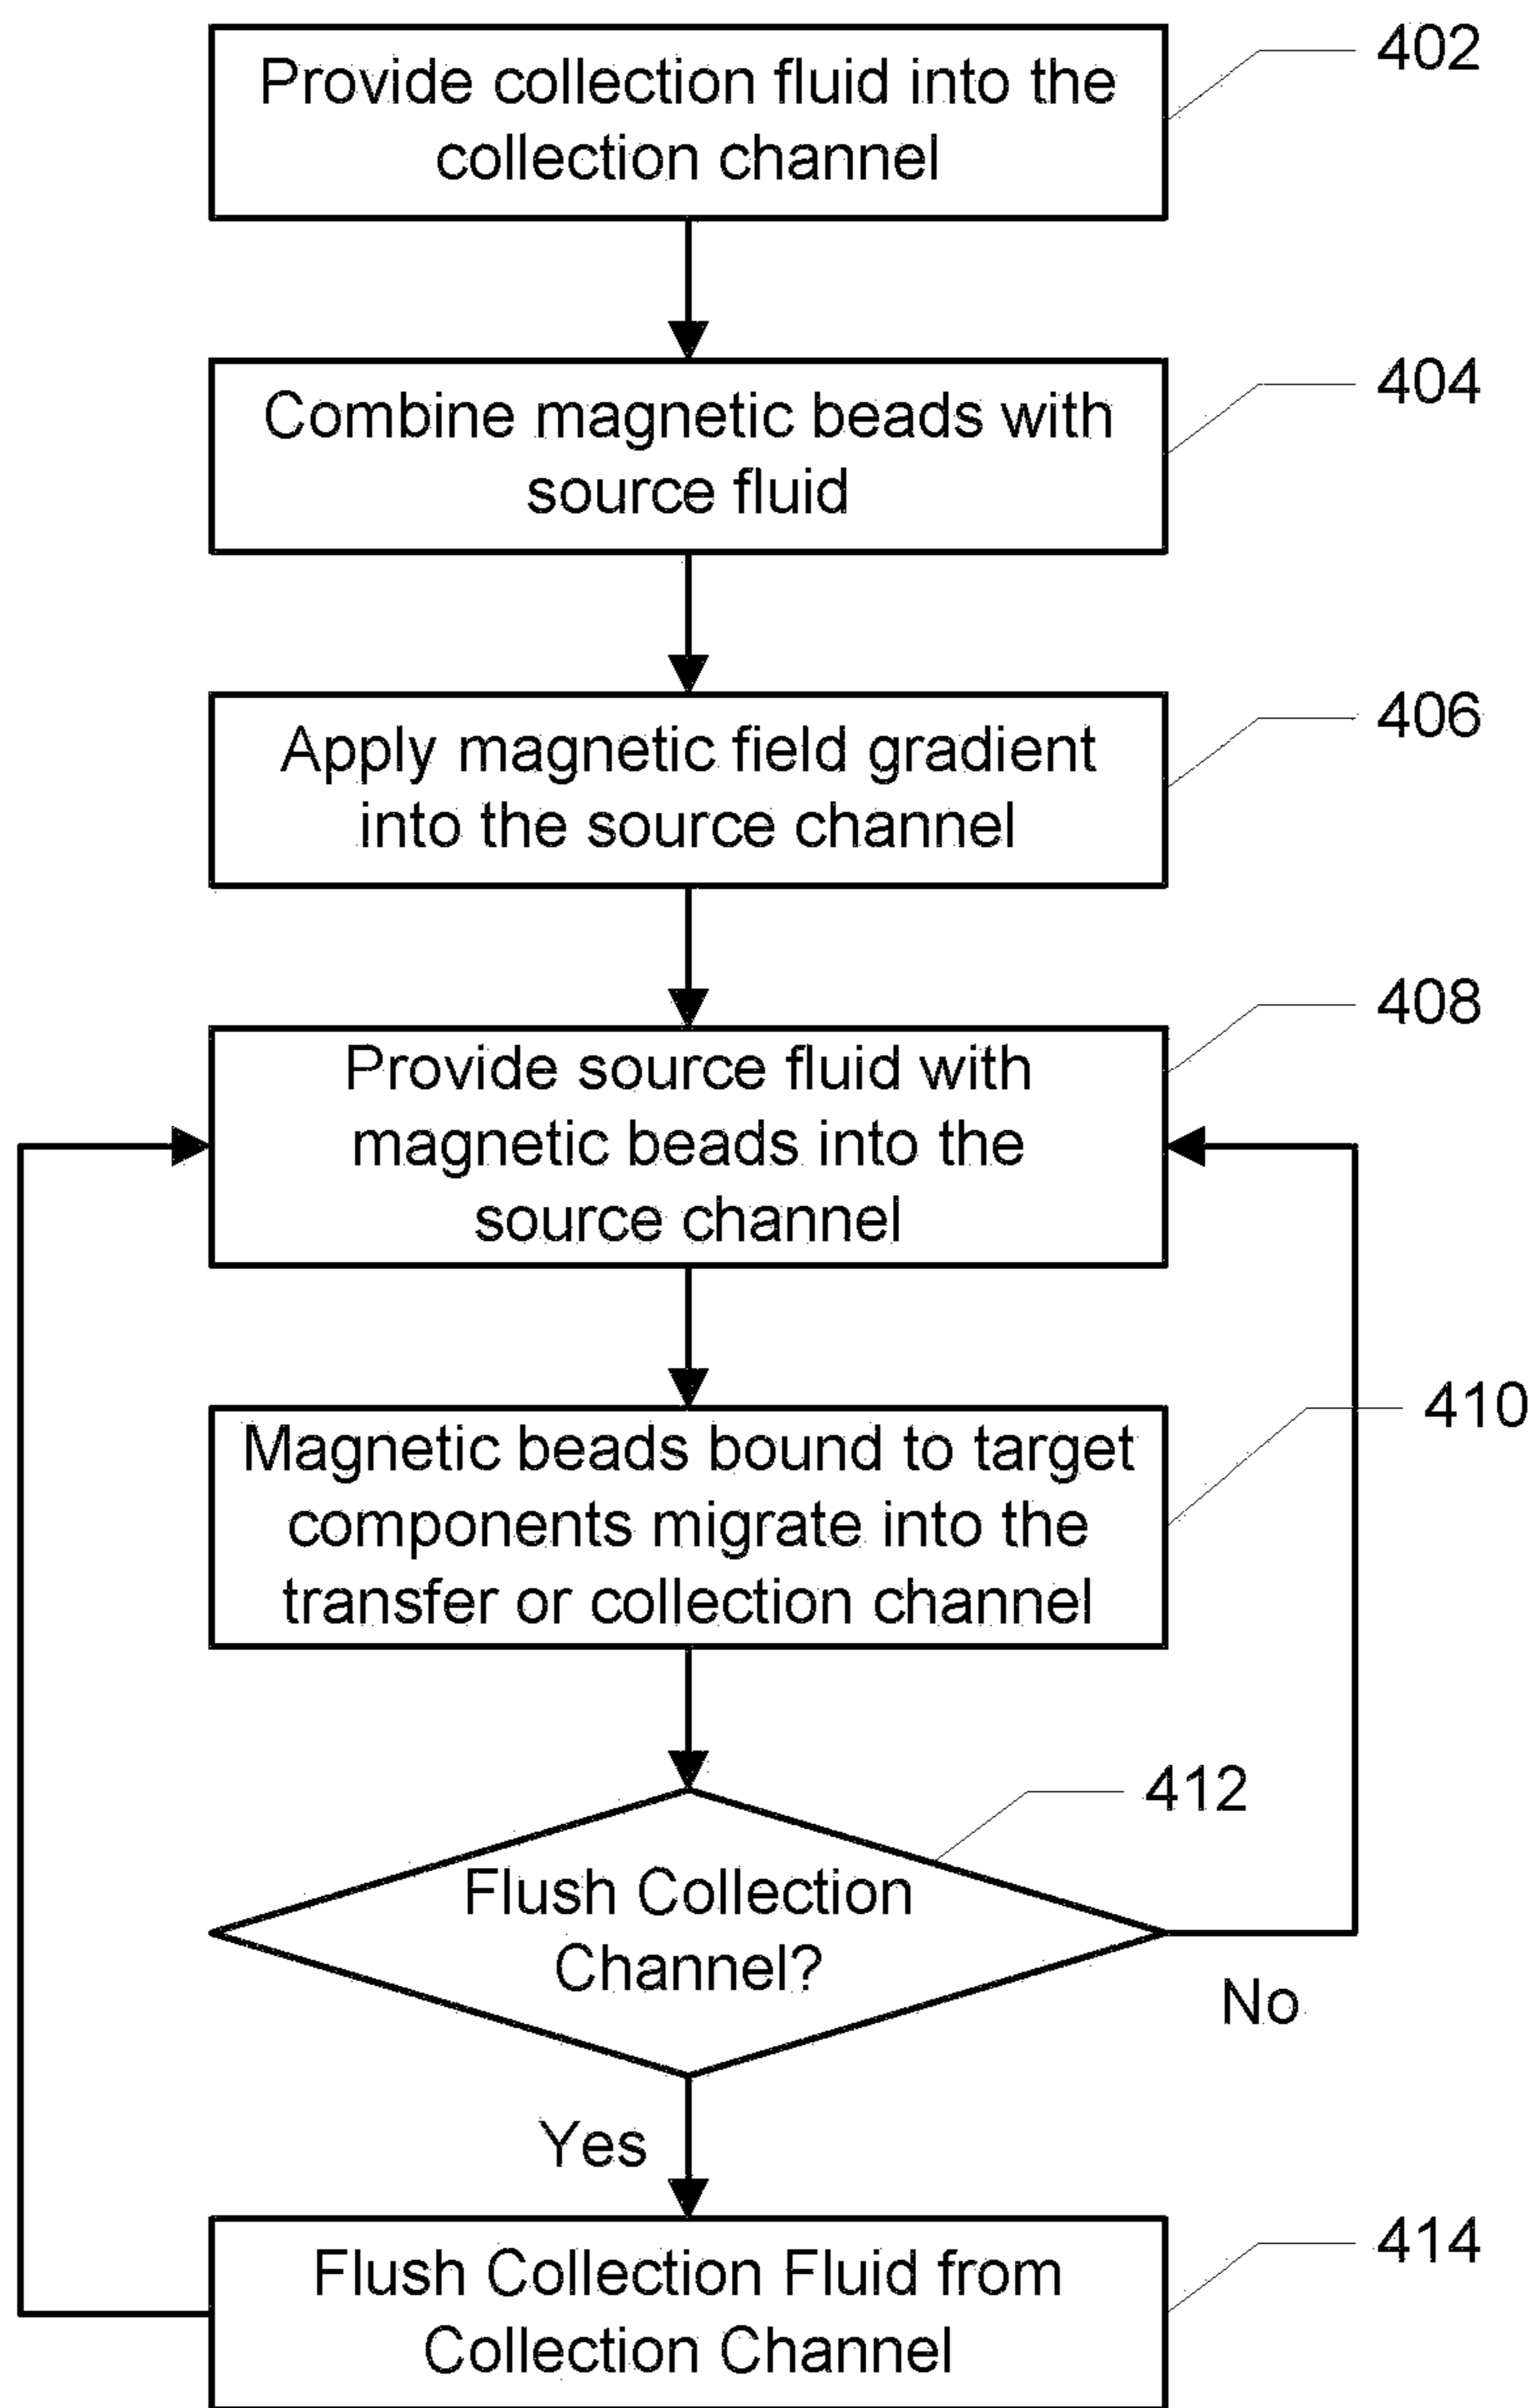 402
Provide collection fluid into the
collection channel
404
Combine magnetic beads with
source fluid
406
Apply magnetic field gradient
into the source channel
408
Provide source fluid with
magnetic beads into the
source channel
410
Magnetic beads bound to target
components migrate into the
transfer or collection channel
412
Flush Collection
Channel?
No
Yes
414
Flush Collection Fluid from
Collection Channel